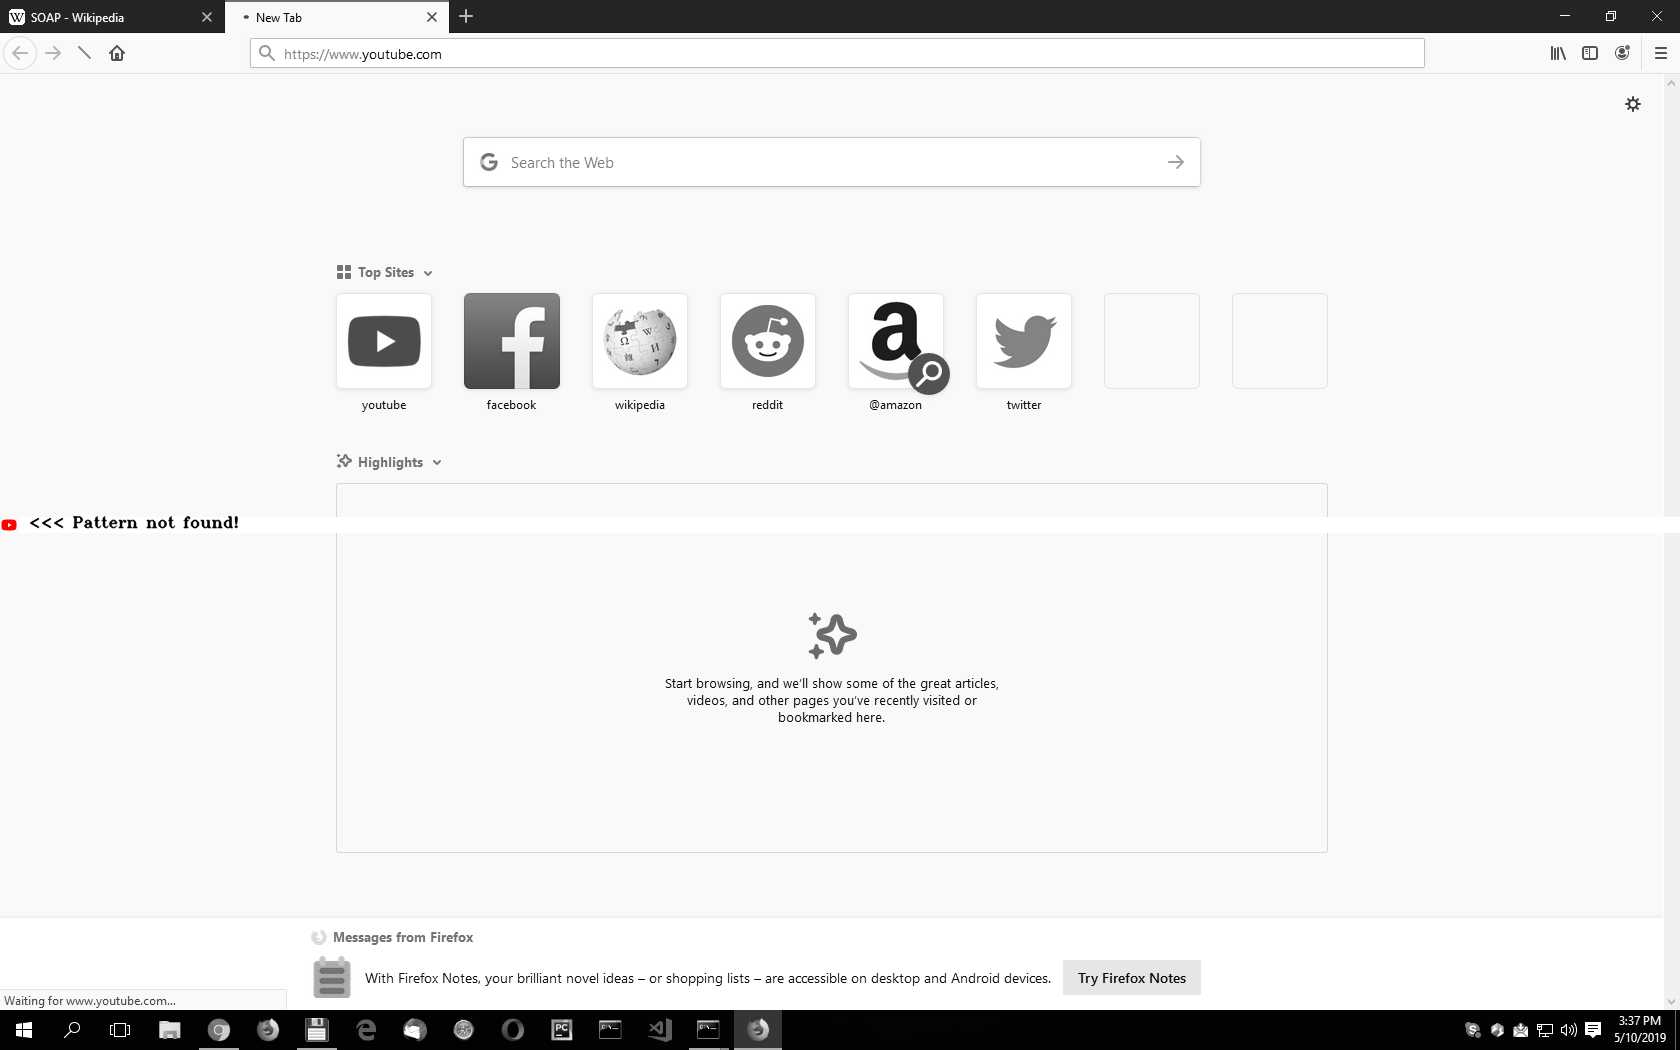 SOAP - Wikipedia
New Tab
https://www.youtube.com
Search the Web
Top Sites
youtube
facebook
wikipedia
reddit
@amazon
twitter
Highlights
<<< Pattern not found!
Start browsing, and we'll show some of the great articles,
videos, and other pages you've recently visited or
bookmarked here.
Messages from Firefox
With Firefox Notes, your brilliant novel ideas – or shopping lists – are accessible on desktop and Android devices.
Try Firefox Notes
Waiting for www.youtube.com...
3:37 PM
5/10/2019